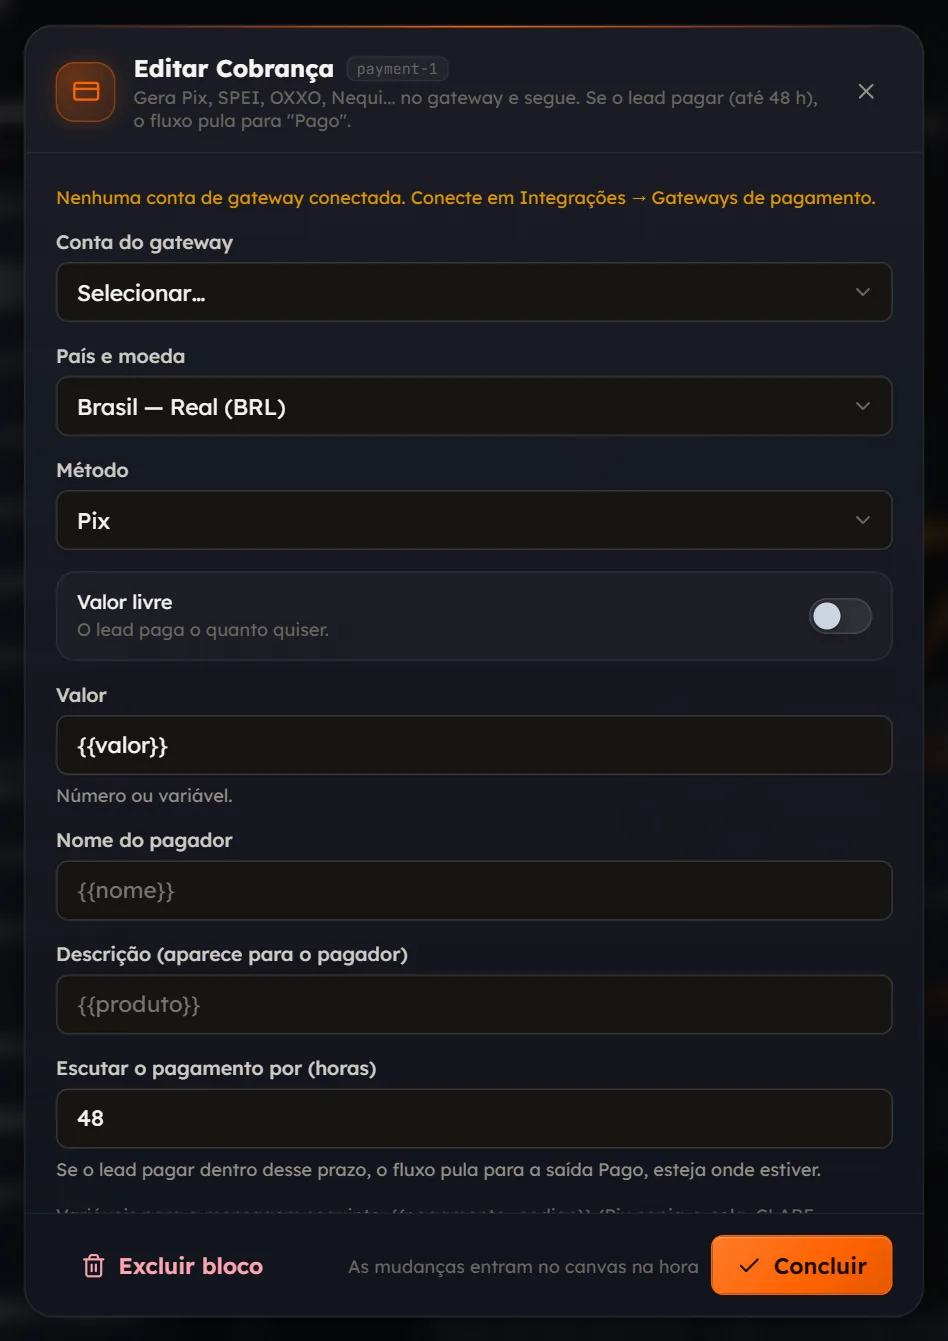 Editar Cobrança payment-1
Gera Pix, SPEI, OXXO, Nequi... no gateway e segue. Se o lead pagar (até 48 h),
o fluxo pula para "Pago".
Nenhuma conta de gateway conectada. Conecte em Integrações → Gateways de pagamento.
Conta do gateway
Selecionar...
País e moeda
Brasil — Real (BRL)
Método
Pix
Valor livre
O lead paga o quanto quiser.
Valor
{{valor}}
Número ou variável.
Nome do pagador
{{nome}}
Descrição (aparece para o pagador)
{{produto}}
Escutar o pagamento por (horas)
48
Se o lead pagar dentro desse prazo, o fluxo pula para a saída Pago, esteja onde estiver.
Excluir bloco
As mudanças entram no canvas na hora
Concluir